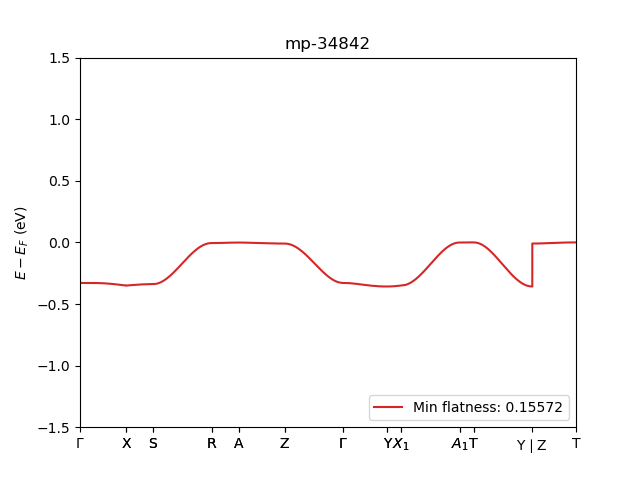 mp-34842
E − E_F (eV)
1.5
1.0
0.5
0.0
−0.5
−1.0
−1.5
Min flatness: 0.15572
Γ X S R A Z Γ Y X₁ A₁ T Y | Z T